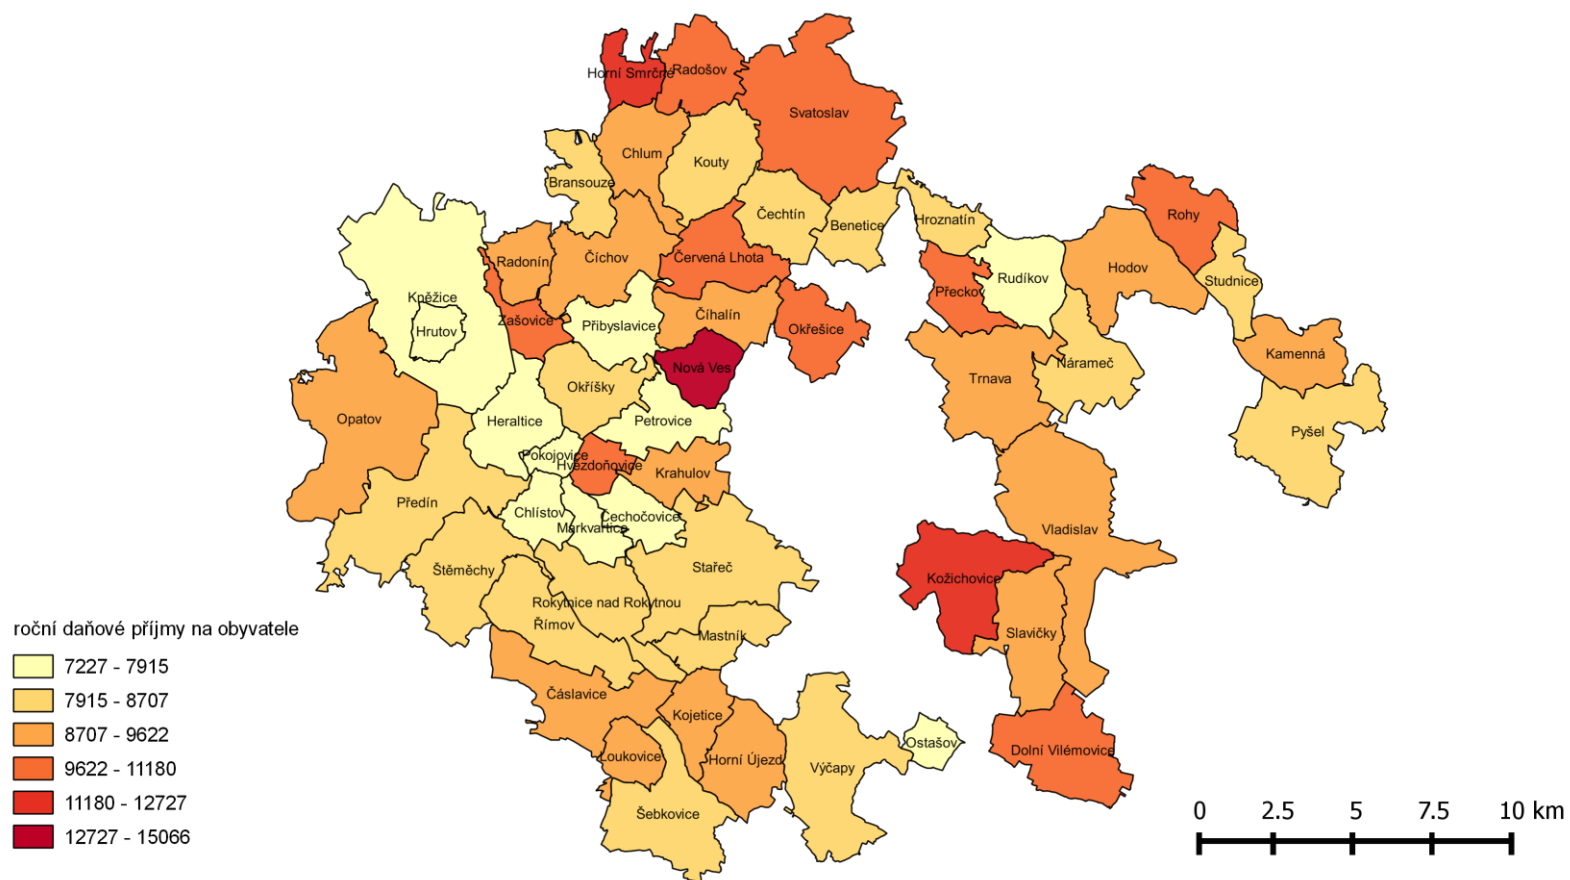 Horní Smrčné
Radošov
Svatoslav
Chlum
Kouty
Bransouze
Čechtín
Benetice
Hroznatín
Rohy
Radonín
Číchov
Červená Lhota
Přeckov
Rudíkov
Hodov
Studnice
Kněžice
Hrutov
Zašovice
Přibyslavice
Číhalín
Okřešice
Kamenná
Nová Ves
Okříšky
Trnava
Nárameč
Opatov
Heraltice
Petrovice
Pyšel
Pokojovice
Hvězdoňovice
Krahulov
Předín
Chlístov
Markvartice
Čechočovice
Vladislav
Štěměchy
Stařeč
Kožichovice
Rokytnice nad Rokytnou
Římov
Mastník
Slavičky
Čáslavice
Kojetice
Ostašov
Dolní Vilémovice
Loukovice
Horní Újezd
Výčapy
Šebkovice
roční daňové příjmy na obyvatele
7227 - 7915
7915 - 8707
8707 - 9622
9622 - 11180
11180 - 12727
12727 - 15066
0 2.5 5 7.5 10 km